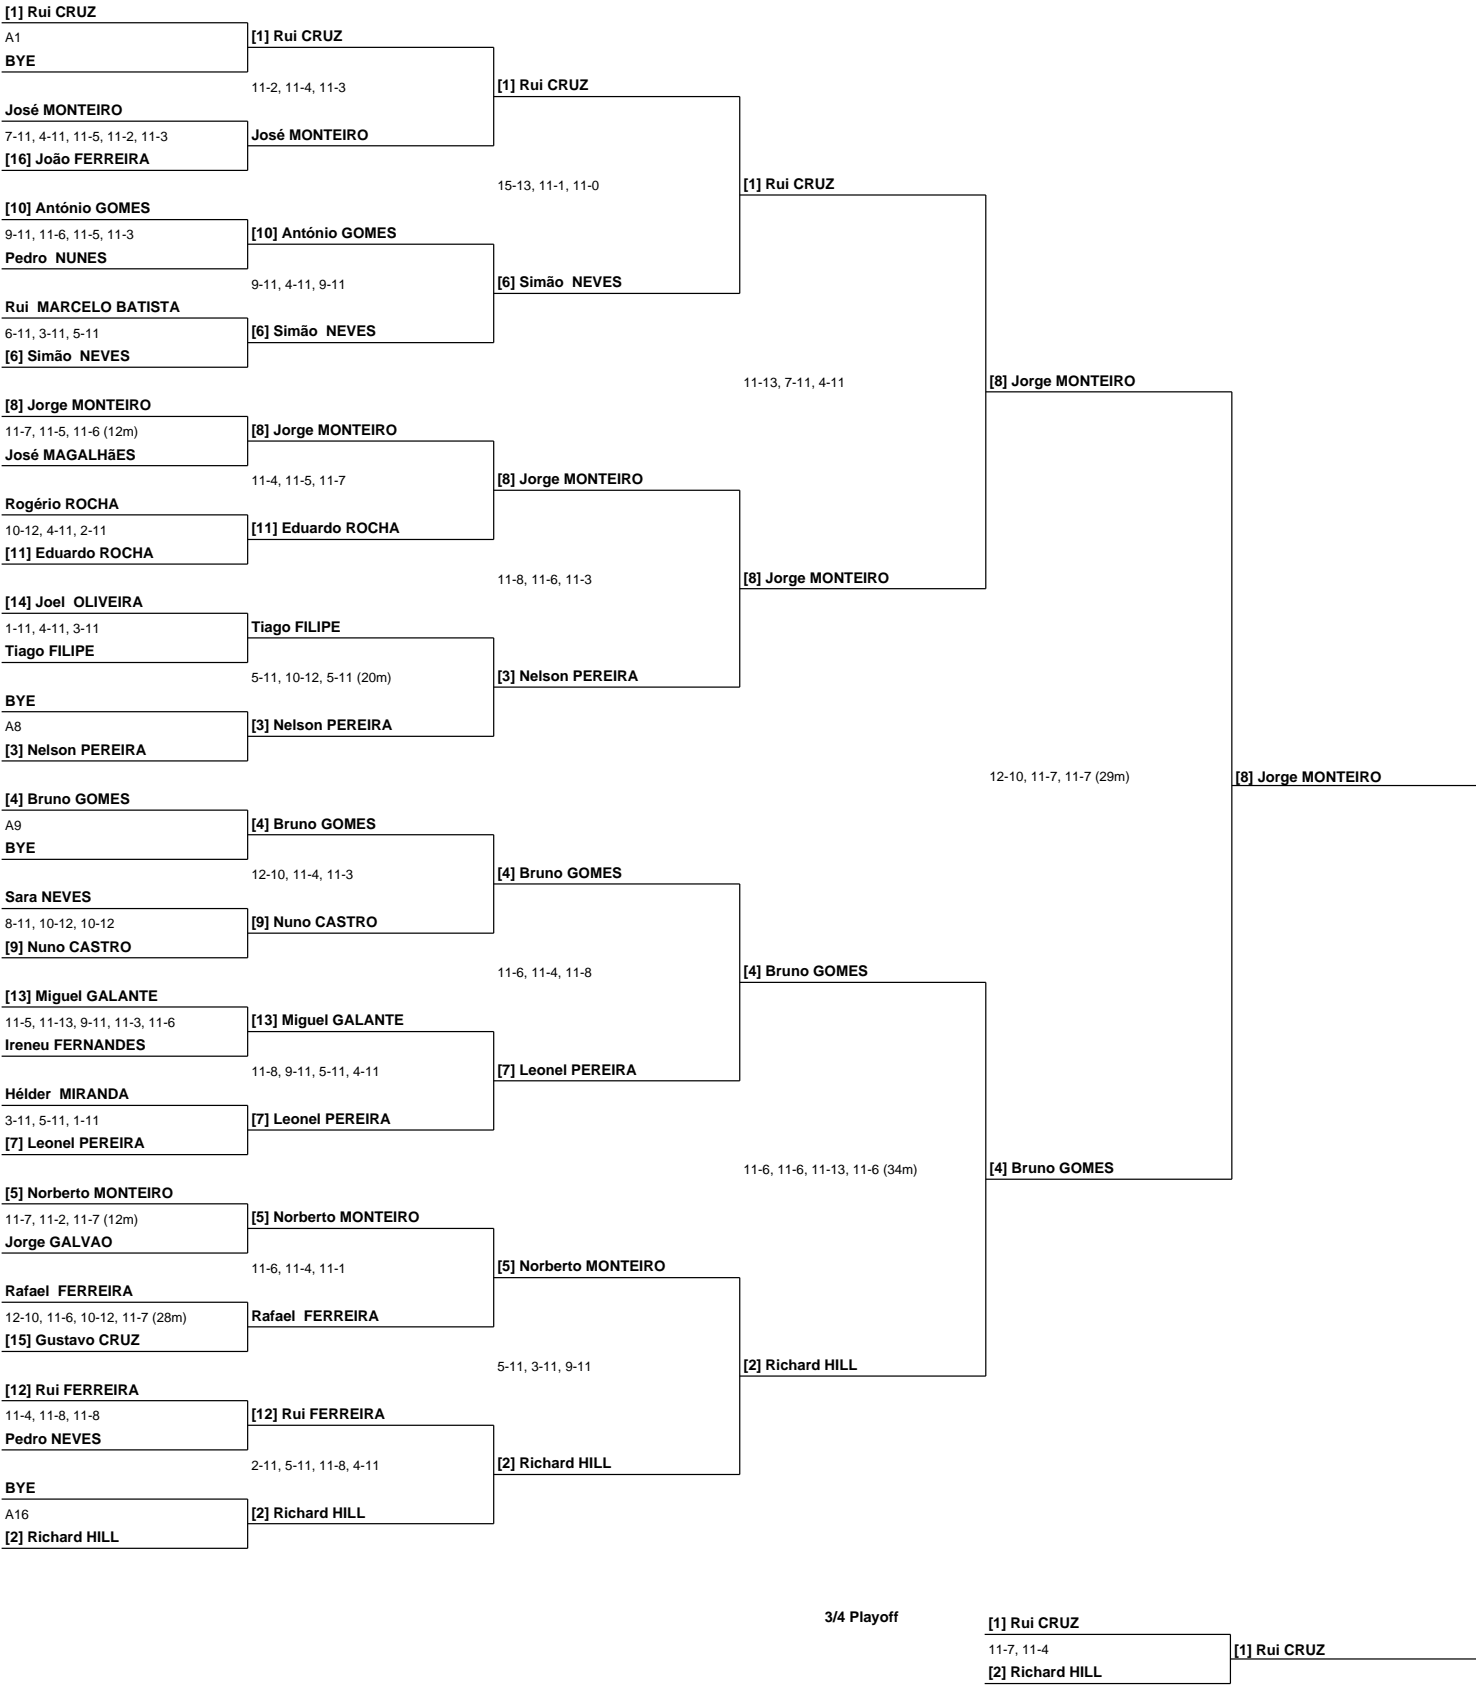 [1] Rui CRUZ
A1
BYE
[1] Rui CRUZ
11-2, 11-4, 11-3
José MONTEIRO
7-11, 4-11, 11-5, 11-2, 11-3
[16] João FERREIRA
José MONTEIRO
[1] Rui CRUZ
15-13, 11-1, 11-0
[10] António GOMES
9-11, 11-6, 11-5, 11-3
Pedro NUNES
[10] António GOMES
9-11, 4-11, 9-11
Rui MARCELO BATISTA
6-11, 3-11, 5-11
[6] Simão NEVES
[6] Simão NEVES
[6] Simão NEVES
[1] Rui CRUZ
11-13, 7-11, 4-11
[8] Jorge MONTEIRO
11-7, 11-5, 11-6 (12m)
José MAGALHãES
[8] Jorge MONTEIRO
11-4, 11-5, 11-7
Rogério ROCHA
10-12, 4-11, 2-11
[11] Eduardo ROCHA
[11] Eduardo ROCHA
[8] Jorge MONTEIRO
11-8, 11-6, 11-3
[14] Joel OLIVEIRA
1-11, 4-11, 3-11
Tiago FILIPE
Tiago FILIPE
5-11, 10-12, 5-11 (20m)
BYE
A8
[3] Nelson PEREIRA
[3] Nelson PEREIRA
[3] Nelson PEREIRA
[8] Jorge MONTEIRO
[8] Jorge MONTEIRO
12-10, 11-7, 11-7 (29m)
[8] Jorge MONTEIRO
[4] Bruno GOMES
A9
BYE
[4] Bruno GOMES
12-10, 11-4, 11-3
Sara NEVES
8-11, 10-12, 10-12
[9] Nuno CASTRO
[9] Nuno CASTRO
[4] Bruno GOMES
11-6, 11-4, 11-8
[13] Miguel GALANTE
11-5, 11-13, 9-11, 11-3, 11-6
Ireneu FERNANDES
[13] Miguel GALANTE
11-8, 9-11, 5-11, 4-11
Hélder MIRANDA
3-11, 5-11, 1-11
[7] Leonel PEREIRA
[7] Leonel PEREIRA
[7] Leonel PEREIRA
[4] Bruno GOMES
11-6, 11-6, 11-13, 11-6 (34m)
[4] Bruno GOMES
[5] Norberto MONTEIRO
11-7, 11-2, 11-7 (12m)
Jorge GALVAO
[5] Norberto MONTEIRO
11-6, 11-4, 11-1
Rafael FERREIRA
12-10, 11-6, 10-12, 11-7 (28m)
[15] Gustavo CRUZ
Rafael FERREIRA
[5] Norberto MONTEIRO
5-11, 3-11, 9-11
[2] Richard HILL
[12] Rui FERREIRA
11-4, 11-8, 11-8
Pedro NEVES
[12] Rui FERREIRA
2-11, 5-11, 11-8, 4-11
[2] Richard HILL
BYE
A16
[2] Richard HILL
[2] Richard HILL
3/4 Playoff
[1] Rui CRUZ
11-7, 11-4
[2] Richard HILL
[1] Rui CRUZ